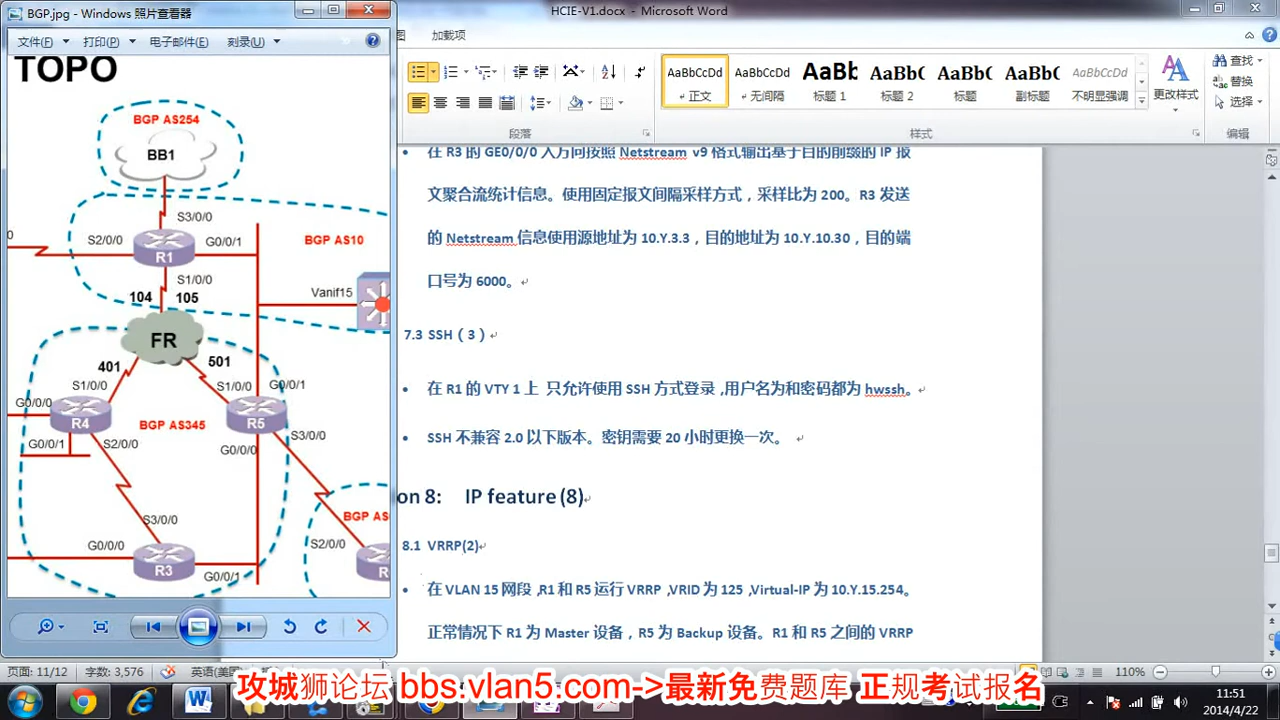 BGP.jpg - Windows 照片查看器
文件(F)
打印(P)
电子邮件(E)
刻录(U)
TOPO
BGP AS254
BB1
S3/0/0
S2/0/0
G0/0/1
BGP AS10
R1
S1/0/0
Vanif15
104
105
FR
401
501
S1/0/0
S1/0/0
G0/0/1
G0/0/0
R4
BGP AS345
R5
G0/0/1
S2/0/0
G0/0/0
S3/0/0
S3/0/0
S2/0/0
G0/0/0
R3
G0/0/1
HCIE-V1.docx - Microsoft Word
加载项
AaBbCcDd
正文
AaBbCcDd
无间隔
AaBb
标题 1
AaBbC
标题 2
AaBbC
标题
AaBbC
副标题
AaBbCcDd
不明显强调
更改样式
查找
替换
选择
段落
样式
编辑
在 R3 的 GE0/0/0 入方向按照 Netstream v9 格式输出基于目的前缀的 IP 报
文聚合流统计信息。使用固定报文间隔采样方式，采样比为 200。R3 发送
的 Netstream 信息使用源地址为 10.Y.3.3，目的地址为 10.Y.10.30，目的端
口号为 6000。
7.3 SSH（3）
在 R1 的 VTY 1 上 只允许使用 SSH 方式登录 ,用户名为和密码都为 hwssh。
SSH 不兼容 2.0 以下版本。密钥需要 20 小时更换一次。
on 8: IP feature (8)
8.1 VRRP(2)
在 VLAN 15 网段 ,R1 和 R5 运行 VRRP ,VRID 为 125 ,Virtual-IP 为 10.Y.15.254。
正常情况下 R1 为 Master 设备，R5 为 Backup 设备。R1 和 R5 之间的 VRRP
页面: 11/12
字数: 3,576
110%
攻城狮论坛 bbs.vlan5.com->最新免费题库 正规考试报名
11:51
2014/4/22